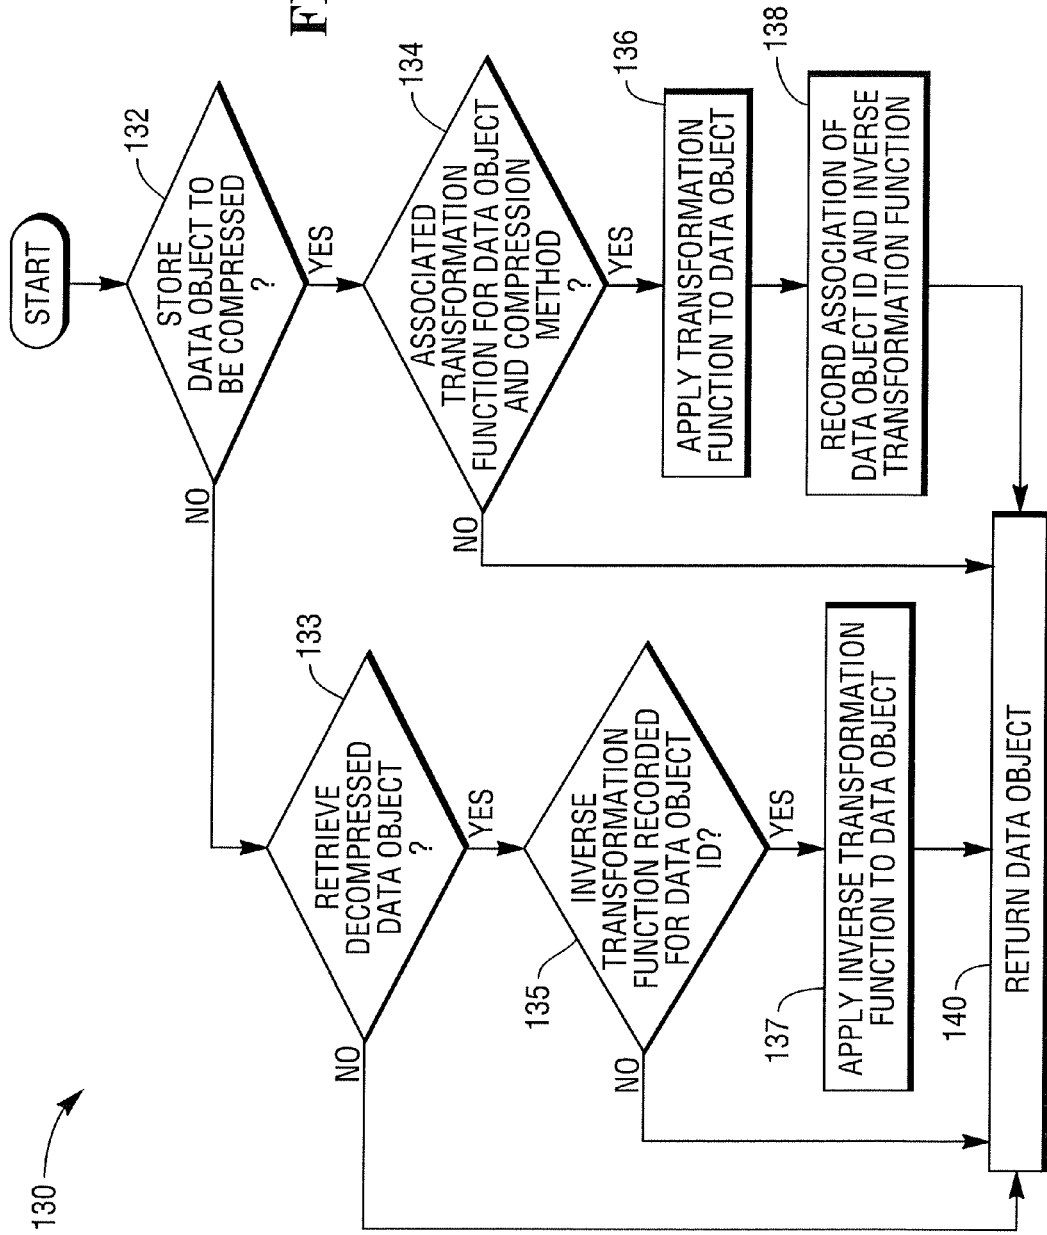 130
START
132
STORE
DATA OBJECT TO
BE COMPRESSED
?
NO
YES
133
RETRIEVE
DECOMPRESSED
DATA OBJECT
?
NO
YES
134
ASSOCIATED
TRANSFORMATION
FUNCTION FOR DATA OBJECT
AND COMPRESSION
METHOD
?
NO
YES
135
INVERSE
TRANSFORMATION
FUNCTION RECORDED
FOR DATA OBJECT
ID?
NO
YES
136
APPLY TRANSFORMATION
FUNCTION TO DATA OBJECT
137
APPLY INVERSE TRANSFORMATION
FUNCTION TO DATA OBJECT
138
RECORD ASSOCIATION OF
DATA OBJECT ID AND INVERSE
TRANSFORMATION FUNCTION
140
RETURN DATA OBJECT